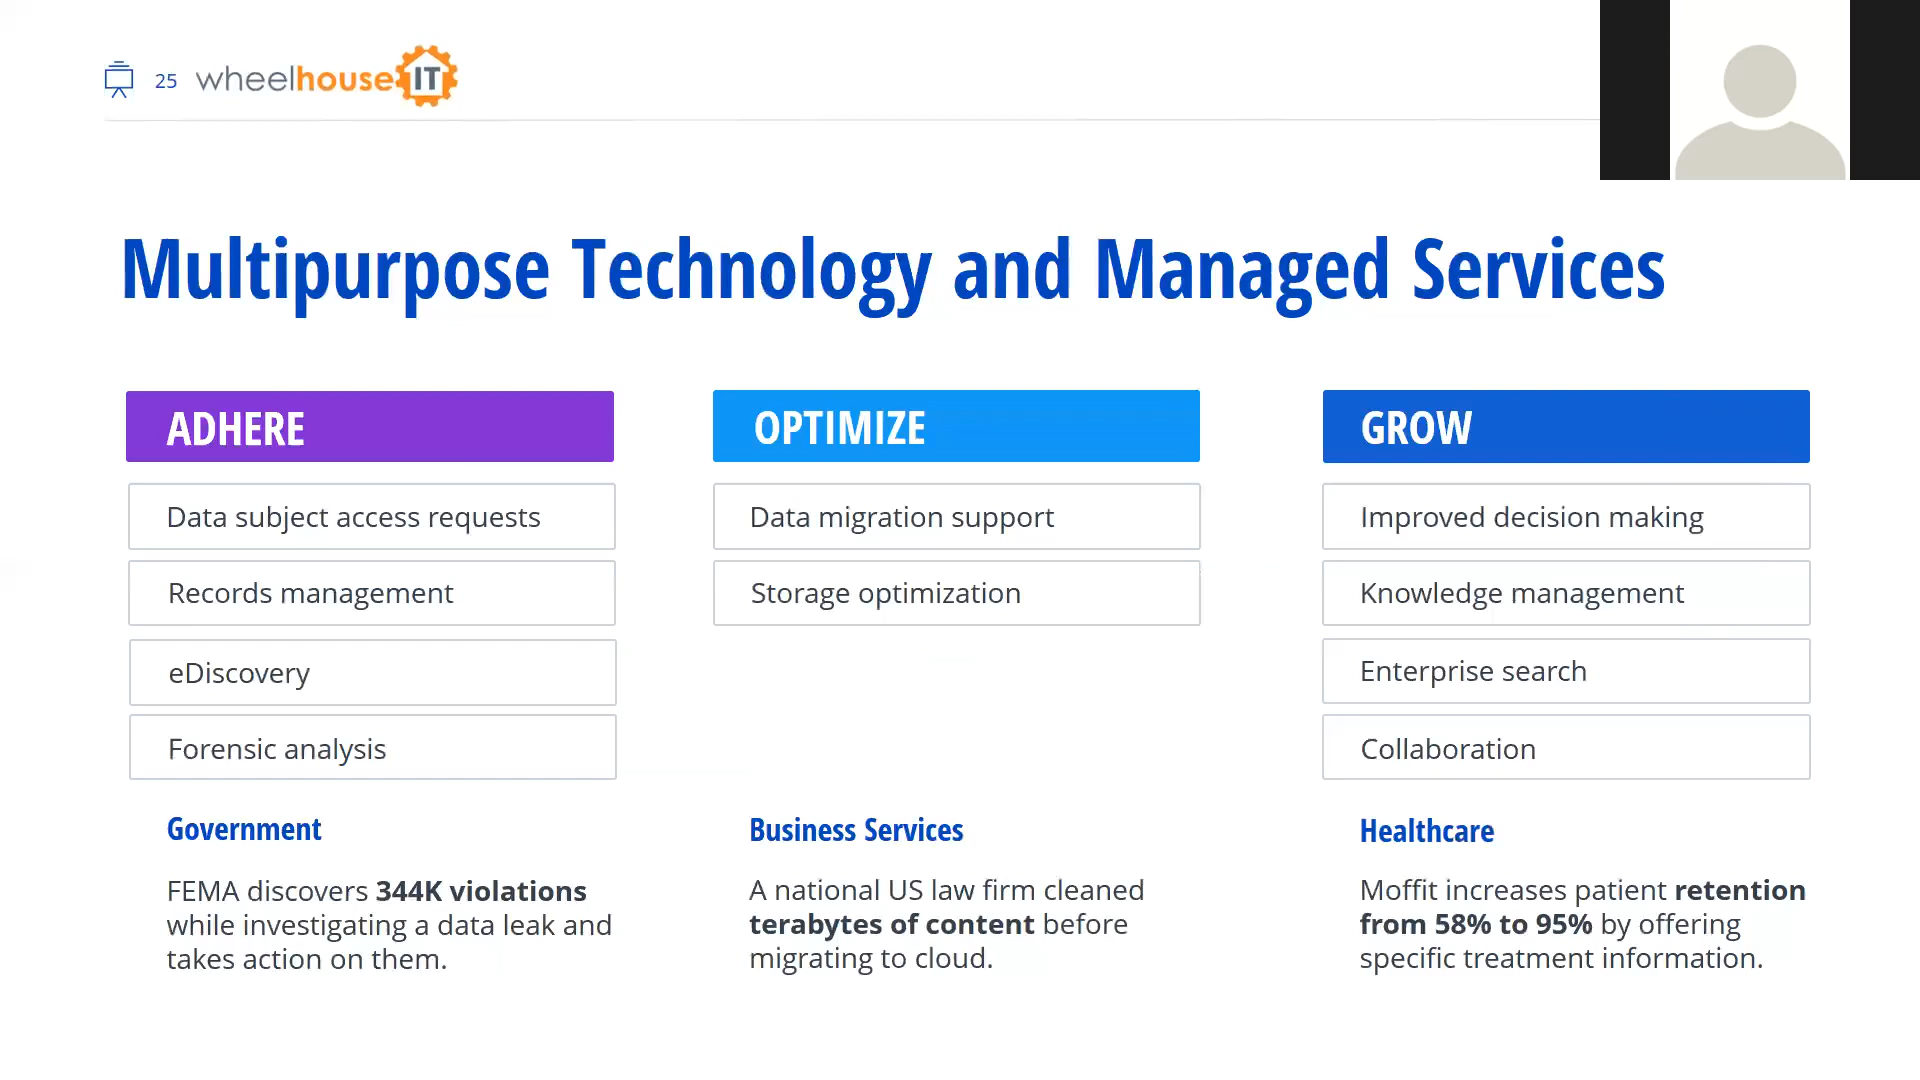 25 wheelhouseIT
Multipurpose Technology and Managed Services
ADHERE
Data subject access requests
Records management
eDiscovery
Forensic analysis
Government
FEMA discovers 344K violations
while investigating a data leak and
takes action on them.
OPTIMIZE
Data migration support
Storage optimization
Business Services
A national US law firm cleaned
terabytes of content before
migrating to cloud.
GROW
Improved decision making
Knowledge management
Enterprise search
Collaboration
Healthcare
Moffit increases patient retention
from 58% to 95% by offering
specific treatment information.